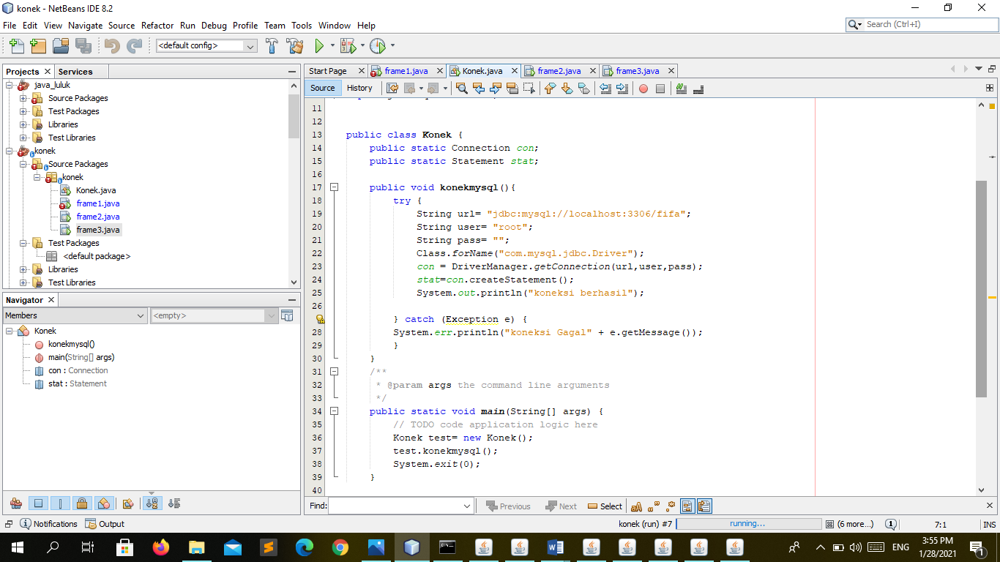 konek - NetBeans IDE 8.2
File Edit View Navigate Source Refactor Run Debug Profile Team Tools Window Help
Search (Ctrl+I)
<default config>
Projects Services
java_luluk
Source Packages
Test Packages
Libraries
Test Libraries
konek
Source Packages
konek
Konek.java
frame1.java
frame2.java
frame3.java
Test Packages
<default package>
Libraries
Test Libraries
Navigator
Members <empty>
Konek
konekmysql()
main(String[] args)
con : Connection
stat : Statement
Start Page frame1.java Konek.java frame2.java frame3.java
Source History
11
12
13 public class Konek {
14 public static Connection con;
15 public static Statement stat;
16
17 public void konekmysql(){
18 try {
19 String url= "jdbc:mysql://localhost:3306/fifa";
20 String user= "root";
21 String pass= "";
22 Class.forName("com.mysql.jdbc.Driver");
23 con = DriverManager.getConnection(url,user,pass);
24 stat=con.createStatement();
25 System.out.println("koneksi berhasil");
26
} catch (Exception e) {
28 System.err.println("koneksi Gagal" + e.getMessage());
29 }
30 }
31 /**
32 * @param args the command line arguments
33 */
34 public static void main(String[] args) {
35 // TODO code application logic here
36 Konek test= new Konek();
37 test.konekmysql();
38 System.exit(0);
39 }
40
Find: Previous Next Select
Notifications Output
konek (run) #7 running... (6 more...) 7:1 INS
ENG
3:55 PM
1/28/2021
1